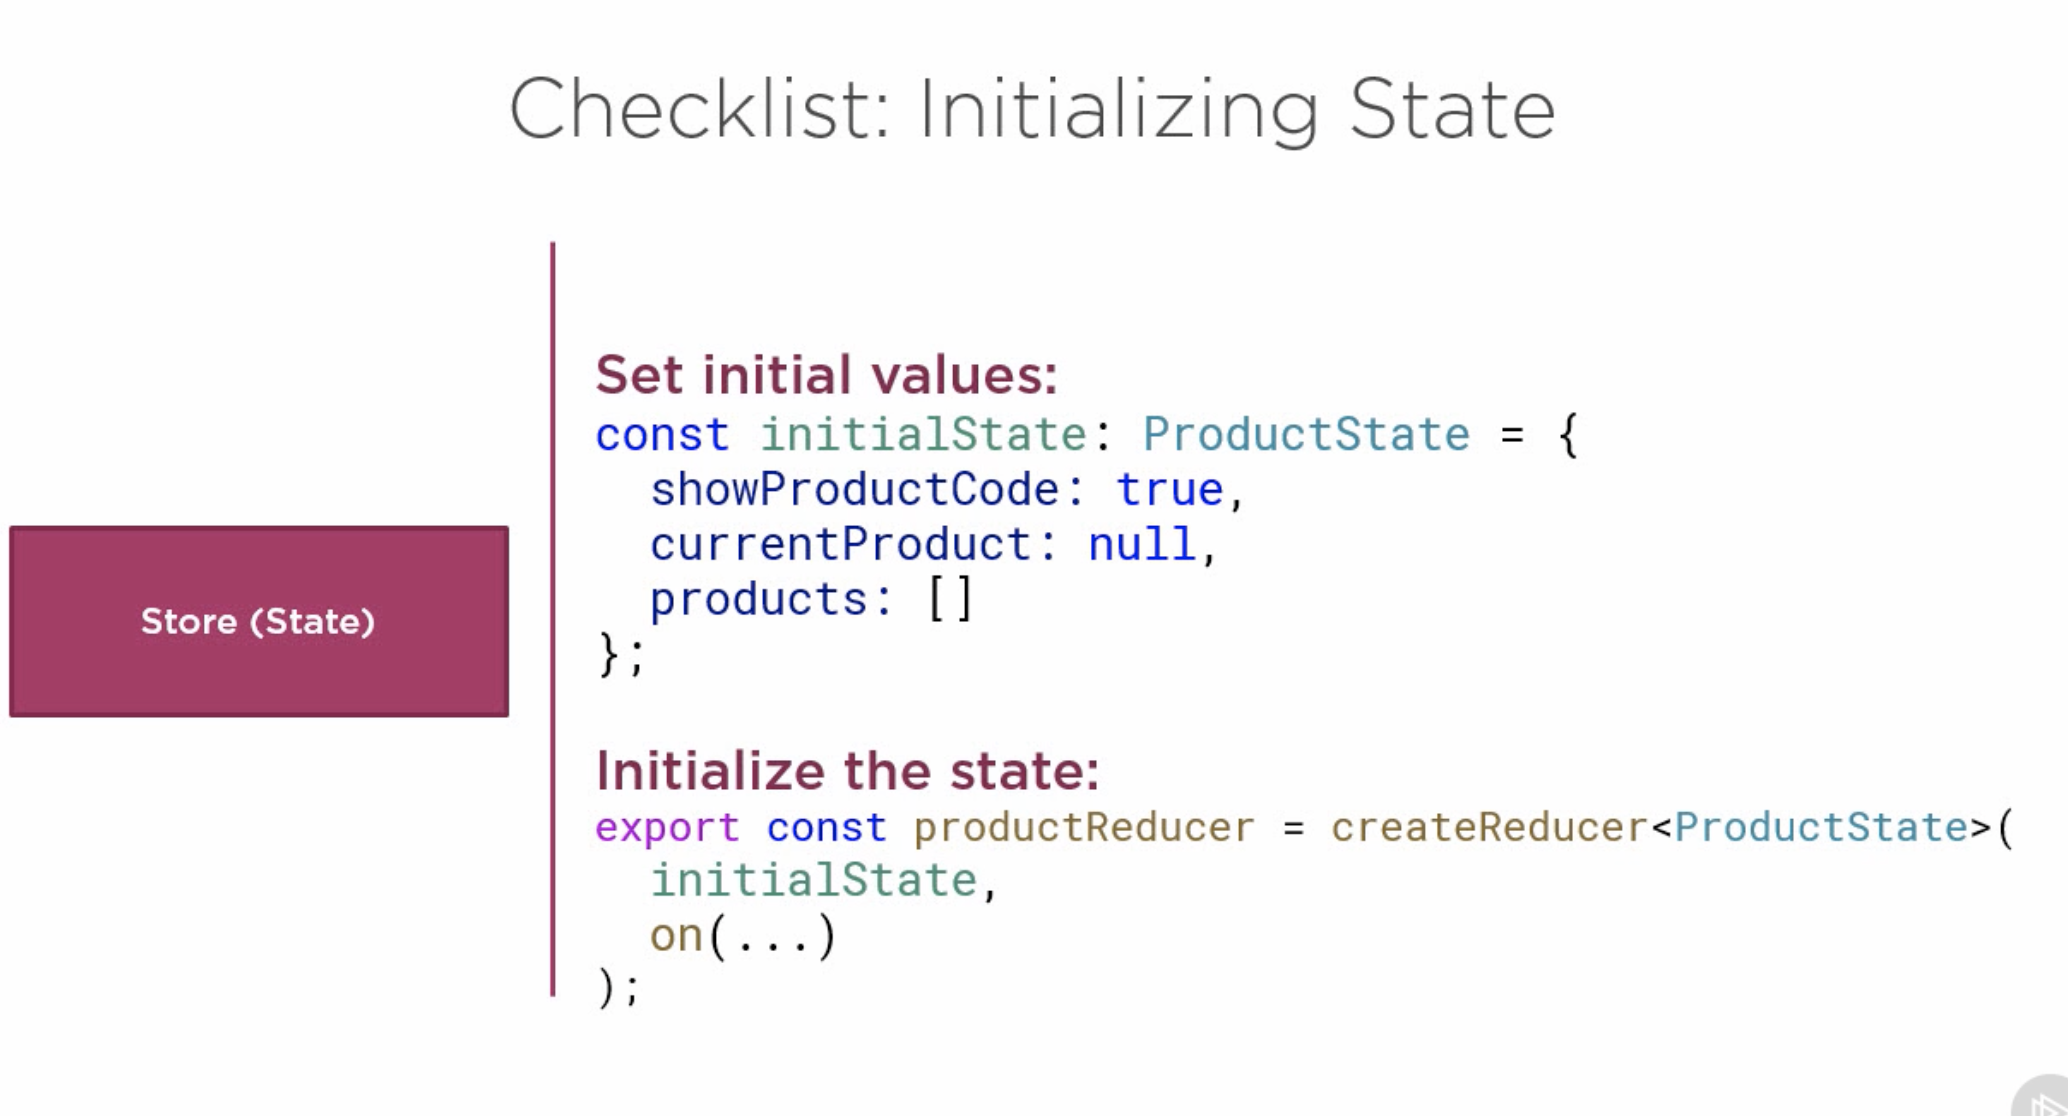 Checklist: Initializing State
Store (State)
Set initial values:
const initialState: ProductState = {
  showProductCode: true,
  currentProduct: null,
  products: []
};
Initialize the state:
export const productReducer = createReducer<ProductState>(
  initialState,
  on(...)
);